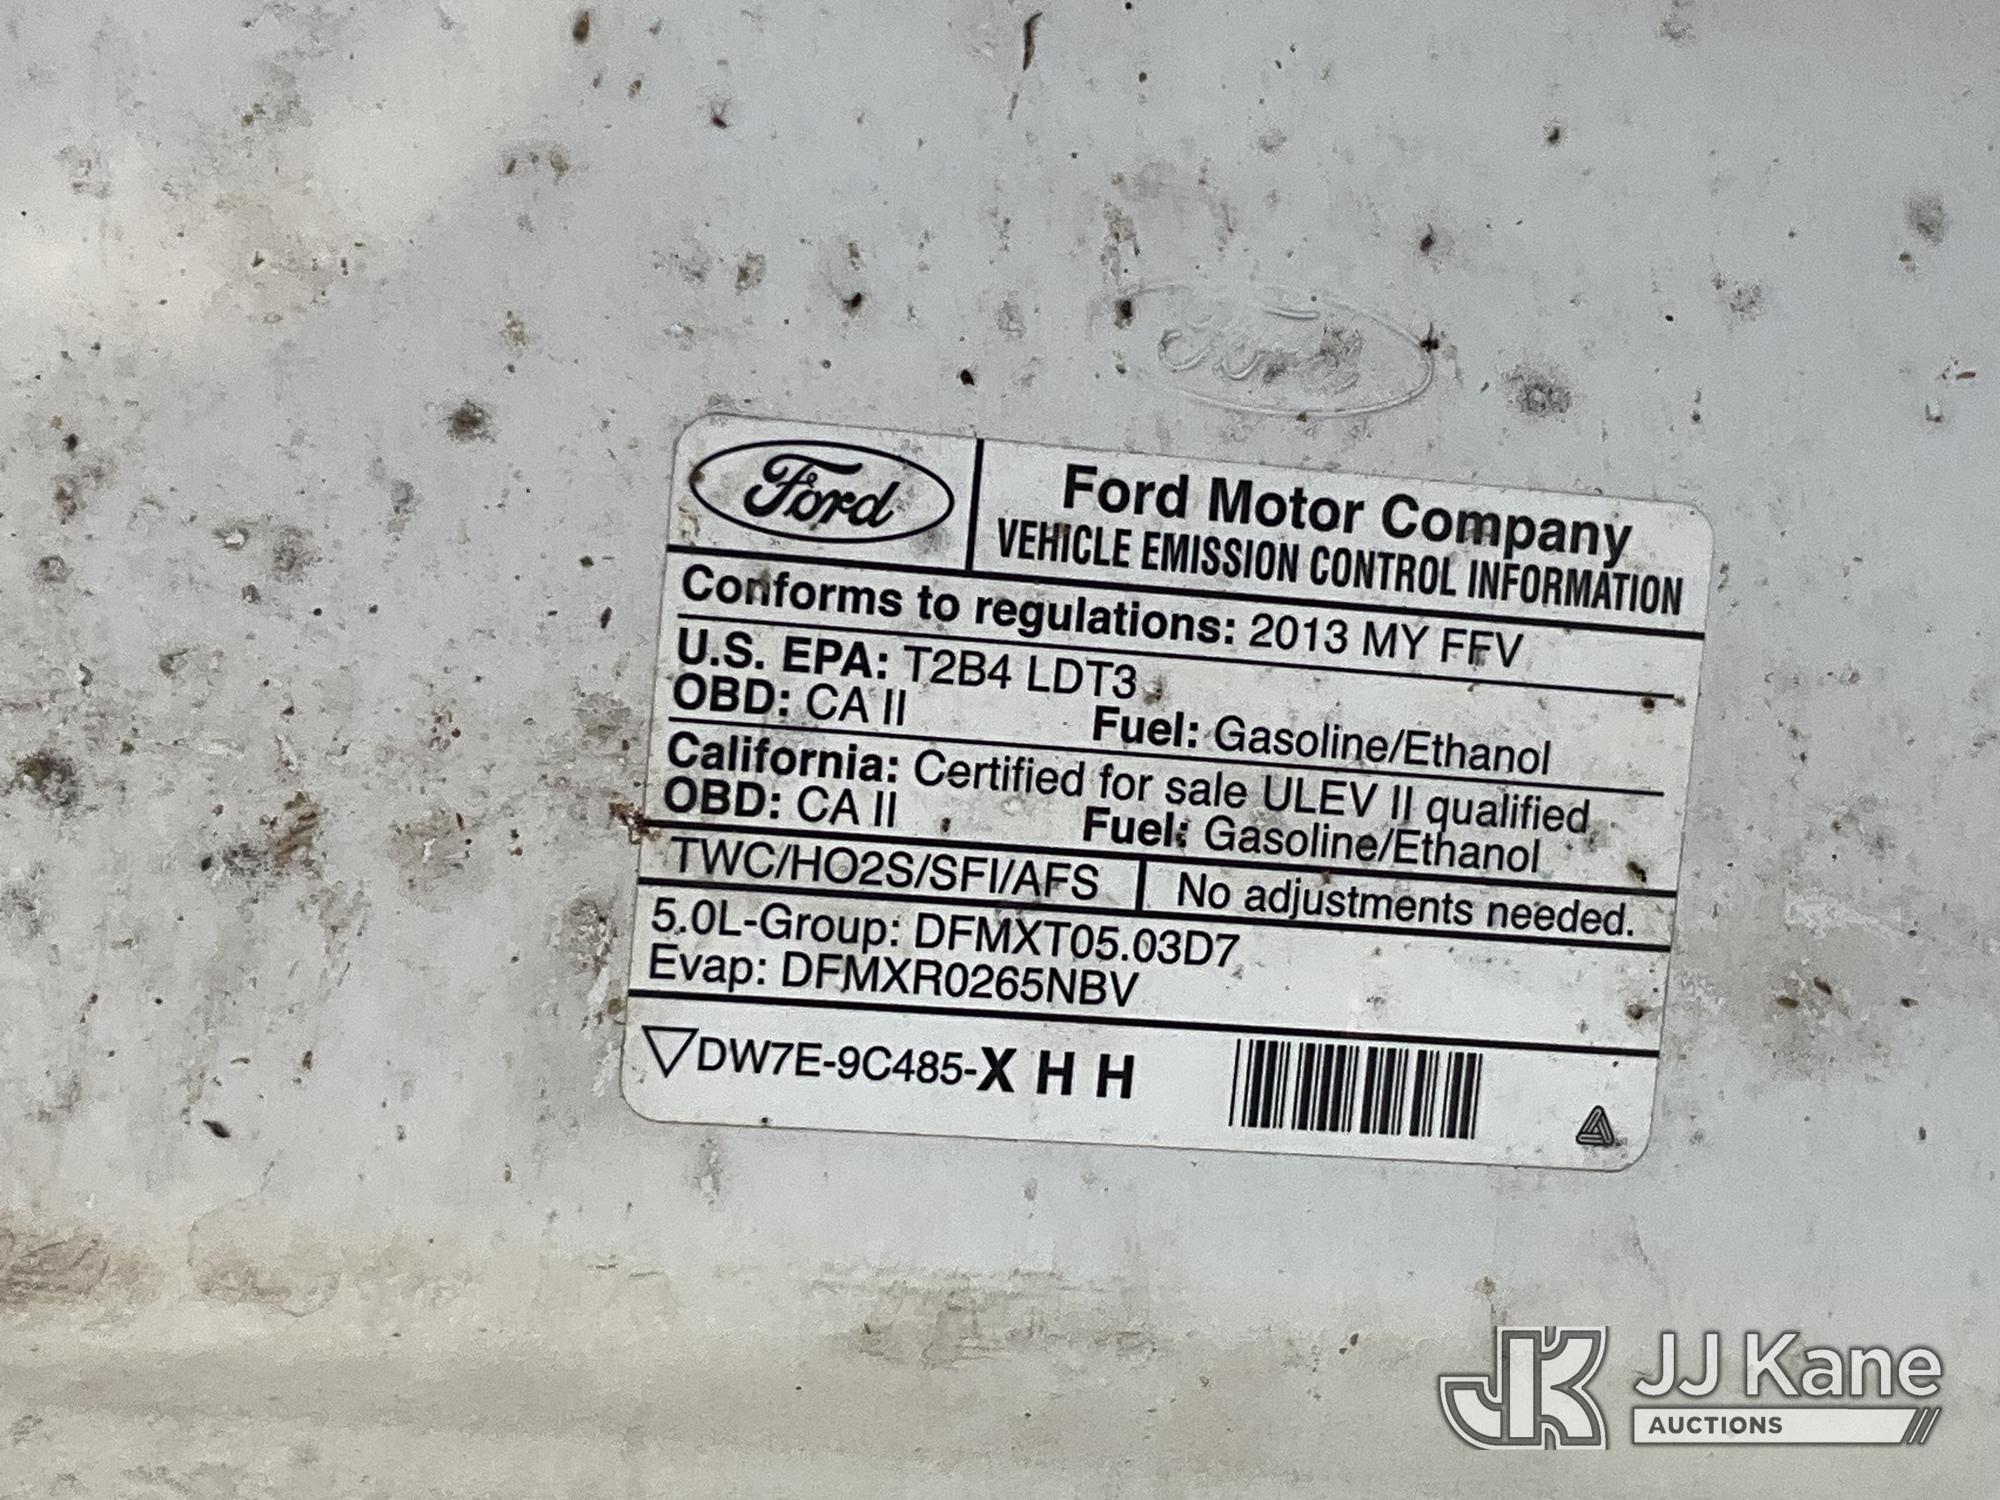 Ford
Ford
Ford Motor Company
VEHICLE EMISSION CONTROL INFORMATION
Conforms to regulations: 2013 MY FFV
U.S. EPA: T2B4 LDT3
OBD: CA II Fuel: Gasoline/Ethanol
California: Certified for sale ULEV II qualified
OBD: CA II Fuel: Gasoline/Ethanol
TWC/HO2S/SFI/AFS No adjustments needed.
5.0L-Group: DFMXT05.03D7
Evap: DFMXR0265NBV
DW7E-9C485-X H H
JK JJ Kane
AUCTIONS